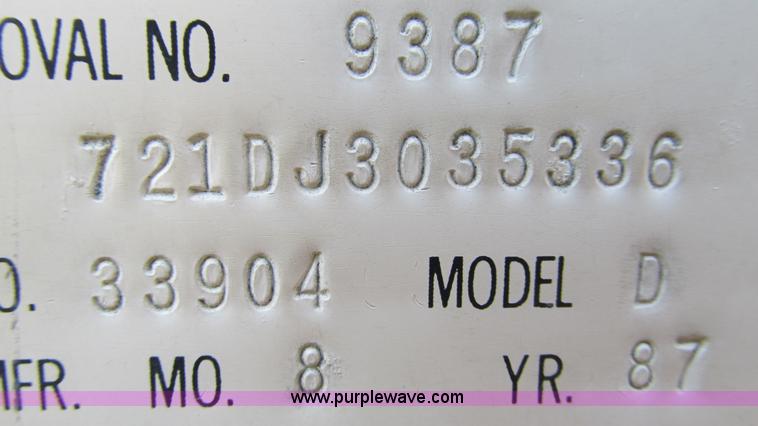 OVAL NO. 9387
721DJ3035336
O. 33904 MODEL D
MFR. MO. 8 YR. 87
www.purplewave.com